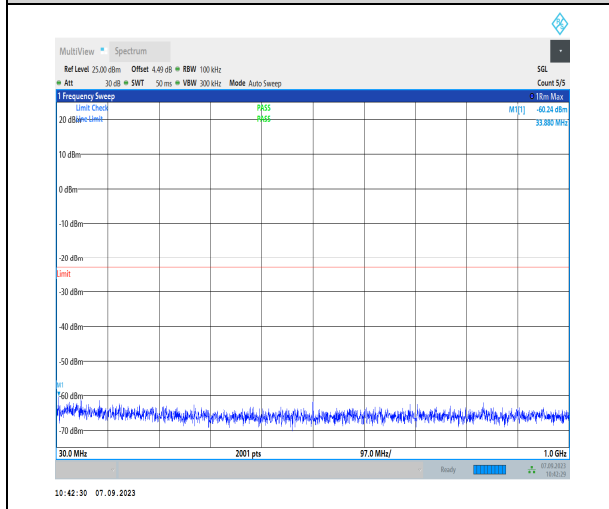 MultiView Spectrum
Ref Level 25.00 dBm Offset 4.49 dB RBW 100 kHz SGL
Att 30 dB SWT 50 ms VBW 300 kHz Mode Auto Sweep Count 5/5
1 Frequency Sweep 1Rm Max
Limit Check PASS M1[1] -60.24 dBm
Line Limit PASS 33.880 MHz
20 dBm
10 dBm
0 dBm
-10 dBm
-20 dBm
Limit
-30 dBm
-40 dBm
-50 dBm
M1
-60 dBm
-70 dBm
30.0 MHz 2001 pts 97.0 MHz/ 1.0 GHz
Ready 07.09.2023
10:42:29
10:42:30 07.09.2023